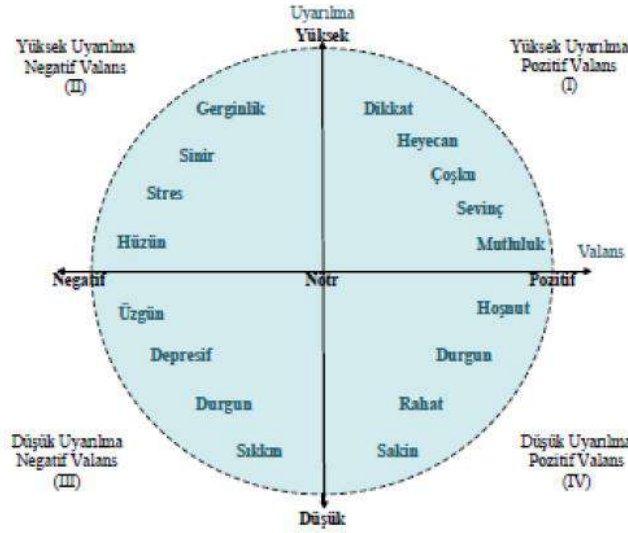 Uyarılma
Yüksek
Yüksek Uyarılma
Negatif Valans
(II)
Yüksek Uyarılma
Pozitif Valans
(I)
Gerginlik
Dikkat
Heyecan
Sinir
Çoşku
Stres
Sevinç
Hüzün
Mutluluk
Valans
Negatif
Nötr
Pozitif
Üzgün
Hoşnut
Depresif
Durgun
Durgun
Rahat
Sıkkın
Sakin
Düşük Uyarılma
Negatif Valans
(III)
Düşük Uyarılma
Pozitif Valans
(IV)
Düşük